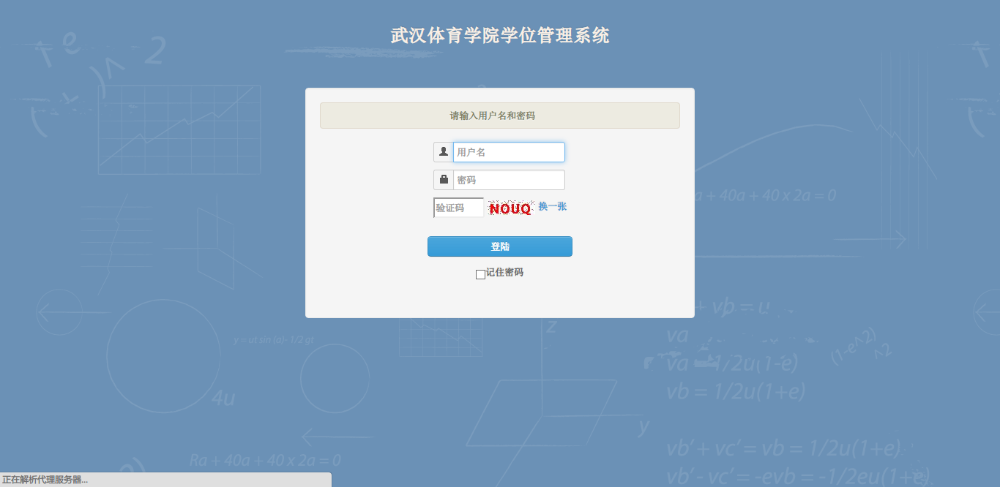 武汉体育学院学位管理系统
请输入用户名和密码
用户名
密码
验证码 NOUQ 换一张
登陆
记住密码
e
2
a + 40a + 40 x 2a = 0
+ vb = u
z
y = ut sin (a)- 1/2 gt
va
(1-e^2)
^2
va = 1/2u(1-e)
vb = 1/2u(1+e)
4u
y
vb' + vc' = vb = 1/2u(1+e)
Ra + 40a + 40 x 2a = 0
vb' - vc' = -evb = -1/2eu(1+e)
正在解析代理服务器...